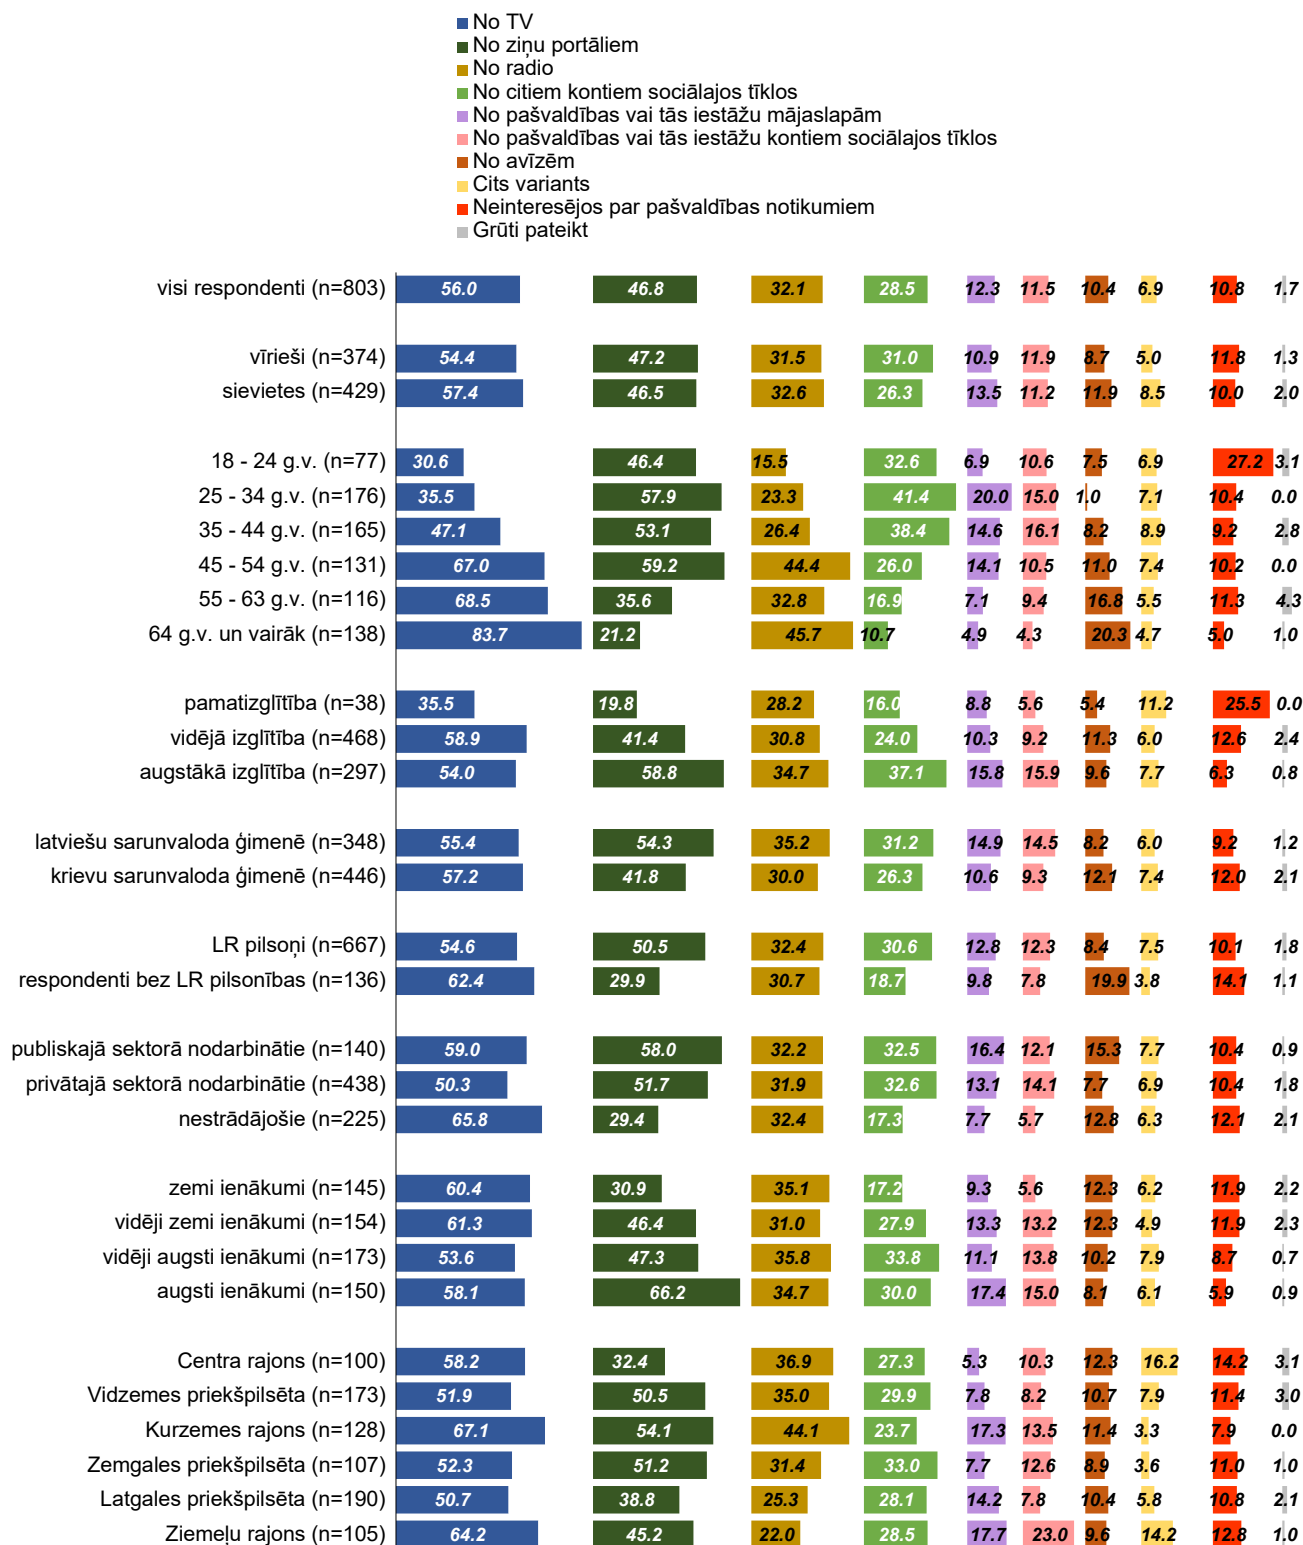 No TV
No ziņu portāliem
No radio
No citiem kontiem sociālajos tīklos
No pašvaldības vai tās iestāžu mājaslapām
No pašvaldības vai tās iestāžu kontiem sociālajos tīklos
No avīzēm
Cits variants
Neinteresējos par pašvaldības notikumiem
Grūti pateikt
visi respondenti (n=803) 56.0 46.8 32.1 28.5 12.3 11.5 10.4 6.9 10.8 1.7
vīrieši (n=374) 54.4 47.2 31.5 31.0 10.9 11.9 8.7 5.0 11.8 1.3
sievietes (n=429) 57.4 46.5 32.6 26.3 13.5 11.2 11.9 8.5 10.0 2.0
18 - 24 g.v. (n=77) 30.6 46.4 15.5 32.6 6.9 10.6 7.5 6.9 27.2 3.1
25 - 34 g.v. (n=176) 35.5 57.9 23.3 41.4 20.0 15.0 1.0 7.1 10.4 0.0
35 - 44 g.v. (n=165) 47.1 53.1 26.4 38.4 14.6 16.1 8.2 8.9 9.2 2.8
45 - 54 g.v. (n=131) 67.0 59.2 44.4 26.0 14.1 10.5 11.0 7.4 10.2 0.0
55 - 63 g.v. (n=116) 68.5 35.6 32.8 16.9 7.1 9.4 16.8 5.5 11.3 4.3
64 g.v. un vairāk (n=138) 83.7 21.2 45.7 10.7 4.9 4.3 20.3 4.7 5.0 1.0
pamatizglītība (n=38) 35.5 19.8 28.2 16.0 8.8 5.6 5.4 11.2 25.5 0.0
vidējā izglītība (n=468) 58.9 41.4 30.8 24.0 10.3 9.2 11.3 6.0 12.6 2.4
augstākā izglītība (n=297) 54.0 58.8 34.7 37.1 15.8 15.9 9.6 7.7 6.3 0.8
latviešu sarunvaloda ģimenē (n=348) 55.4 54.3 35.2 31.2 14.9 14.5 8.2 6.0 9.2 1.2
krievu sarunvaloda ģimenē (n=446) 57.2 41.8 30.0 26.3 10.6 9.3 12.1 7.4 12.0 2.1
LR pilsoņi (n=667) 54.6 50.5 32.4 30.6 12.8 12.3 8.4 7.5 10.1 1.8
respondenti bez LR pilsonības (n=136) 62.4 29.9 30.7 18.7 9.8 7.8 19.9 3.8 14.1 1.1
publiskajā sektorā nodarbinātie (n=140) 59.0 58.0 32.2 32.5 16.4 12.1 15.3 7.7 10.4 0.9
privātajā sektorā nodarbinātie (n=438) 50.3 51.7 31.9 32.6 13.1 14.1 7.7 6.9 10.4 1.8
nestrādājošie (n=225) 65.8 29.4 32.4 17.3 7.7 5.7 12.8 6.3 12.1 2.1
zemi ienākumi (n=145) 60.4 30.9 35.1 17.2 9.3 5.6 12.3 6.2 11.9 2.2
vidēji zemi ienākumi (n=154) 61.3 46.4 31.0 27.9 13.3 13.2 12.3 4.9 11.9 2.3
vidēji augsti ienākumi (n=173) 53.6 47.3 35.8 33.8 11.1 13.8 10.2 7.9 8.7 0.7
augsti ienākumi (n=150) 58.1 66.2 34.7 30.0 17.4 15.0 8.1 6.1 5.9 0.9
Centra rajons (n=100) 58.2 32.4 36.9 27.3 5.3 10.3 12.3 16.2 14.2 3.1
Vidzemes priekšpilsēta (n=173) 51.9 50.5 35.0 29.9 7.8 8.2 10.7 7.9 11.4 3.0
Kurzemes rajons (n=128) 67.1 54.1 44.1 23.7 17.3 13.5 11.4 3.3 7.9 0.0
Zemgales priekšpilsēta (n=107) 52.3 51.2 31.4 33.0 7.7 12.6 8.9 3.6 11.0 1.0
Latgales priekšpilsēta (n=190) 50.7 38.8 25.3 28.1 14.2 7.8 10.4 5.8 10.8 2.1
Ziemeļu rajons (n=105) 64.2 45.2 22.0 28.5 17.7 23.0 9.6 14.2 12.8 1.0